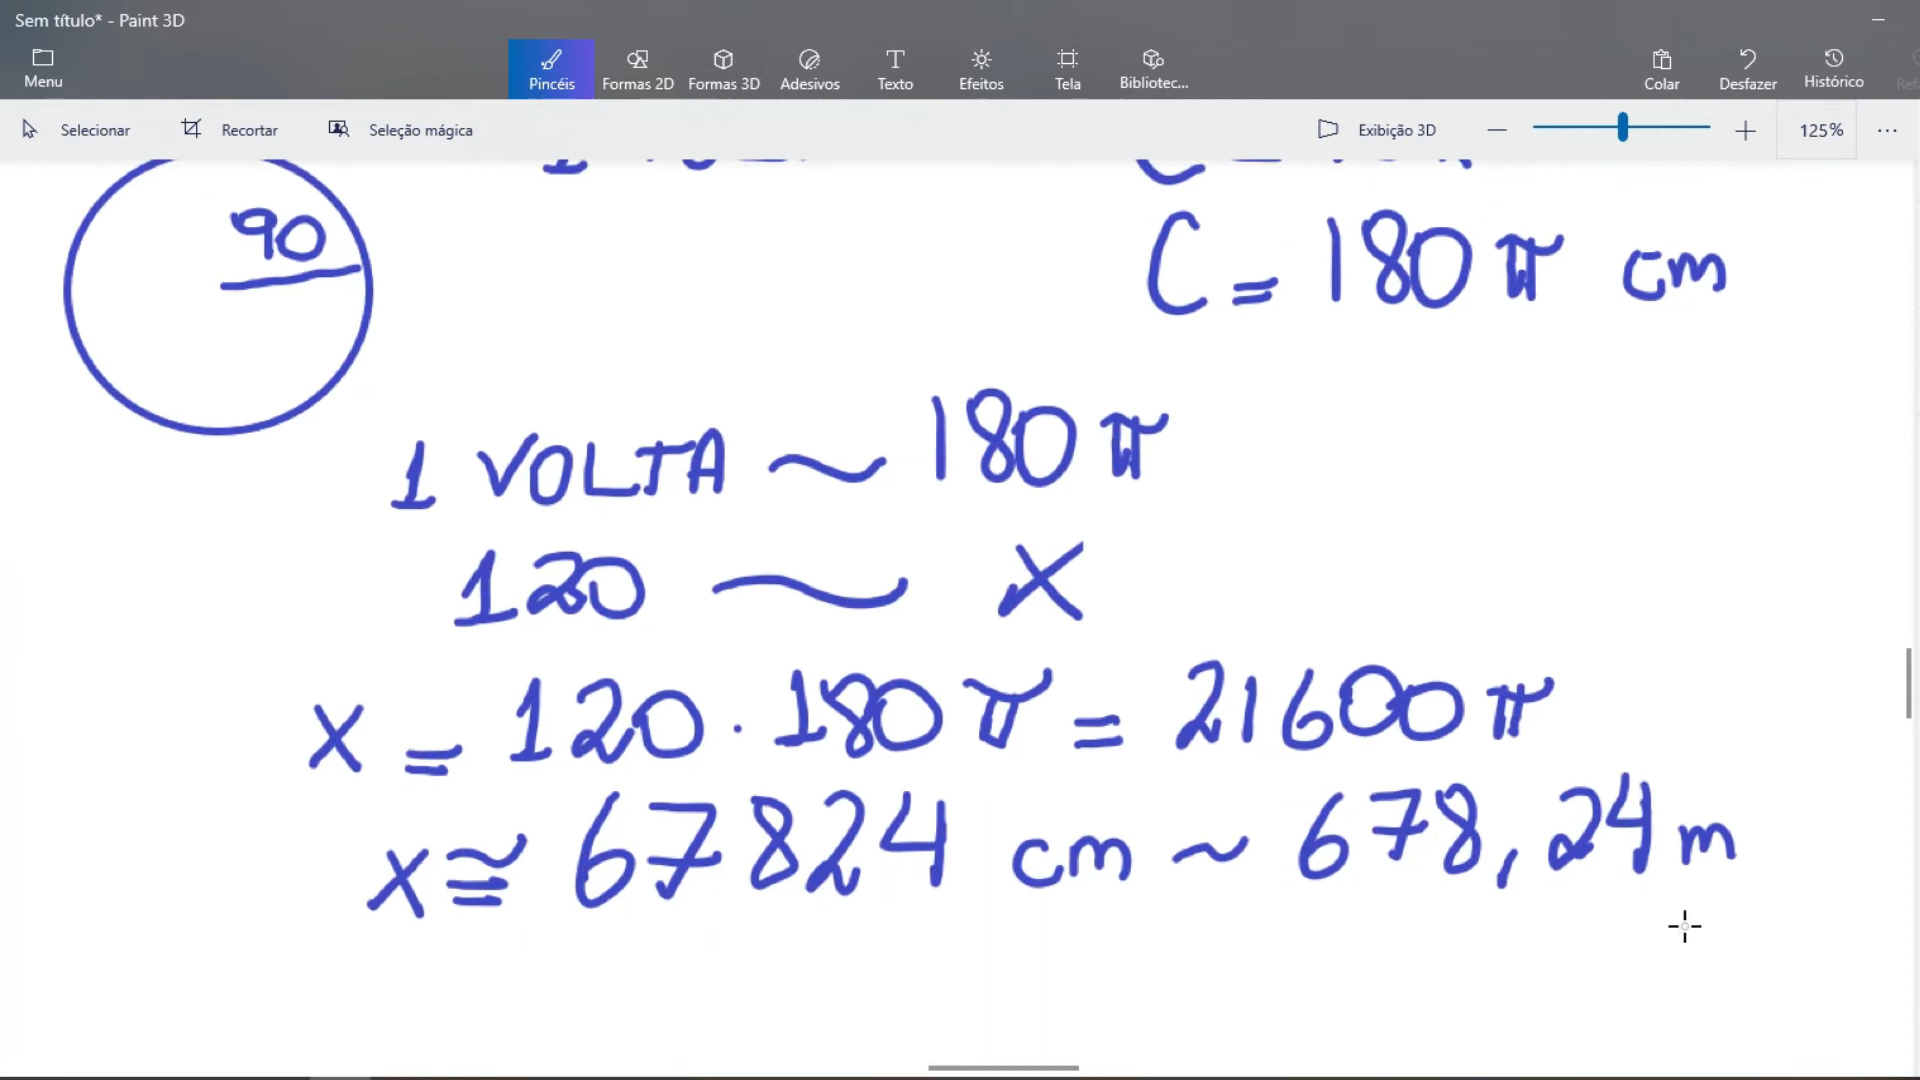 Sem título* - Paint 3D
Menu
Pincéis
Formas 2D
Formas 3D
Adesivos
Texto
Efeitos
Tela
Bibliotec...
Colar
Desfazer
Histórico
Selecionar
Recortar
Seleção mágica
Exibição 3D
125%
90
C = 180 π cm
1 VOLTA ~ 180 π
120 ~ X
x = 120 . 180 π = 21600 π
x ≅ 67824 cm ~ 678,24 m